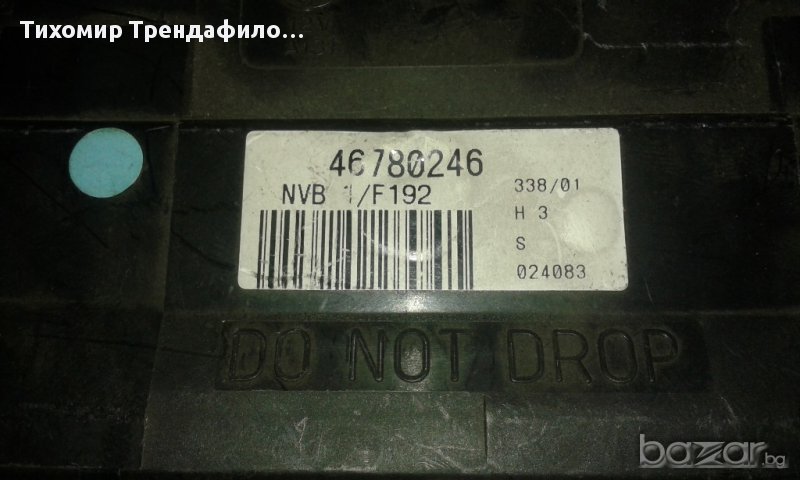 Тихомир Трендафило...
46780246
NVB 1/F192
338/01
H 3
S
024083
DO NOT DROP
bazar.bg